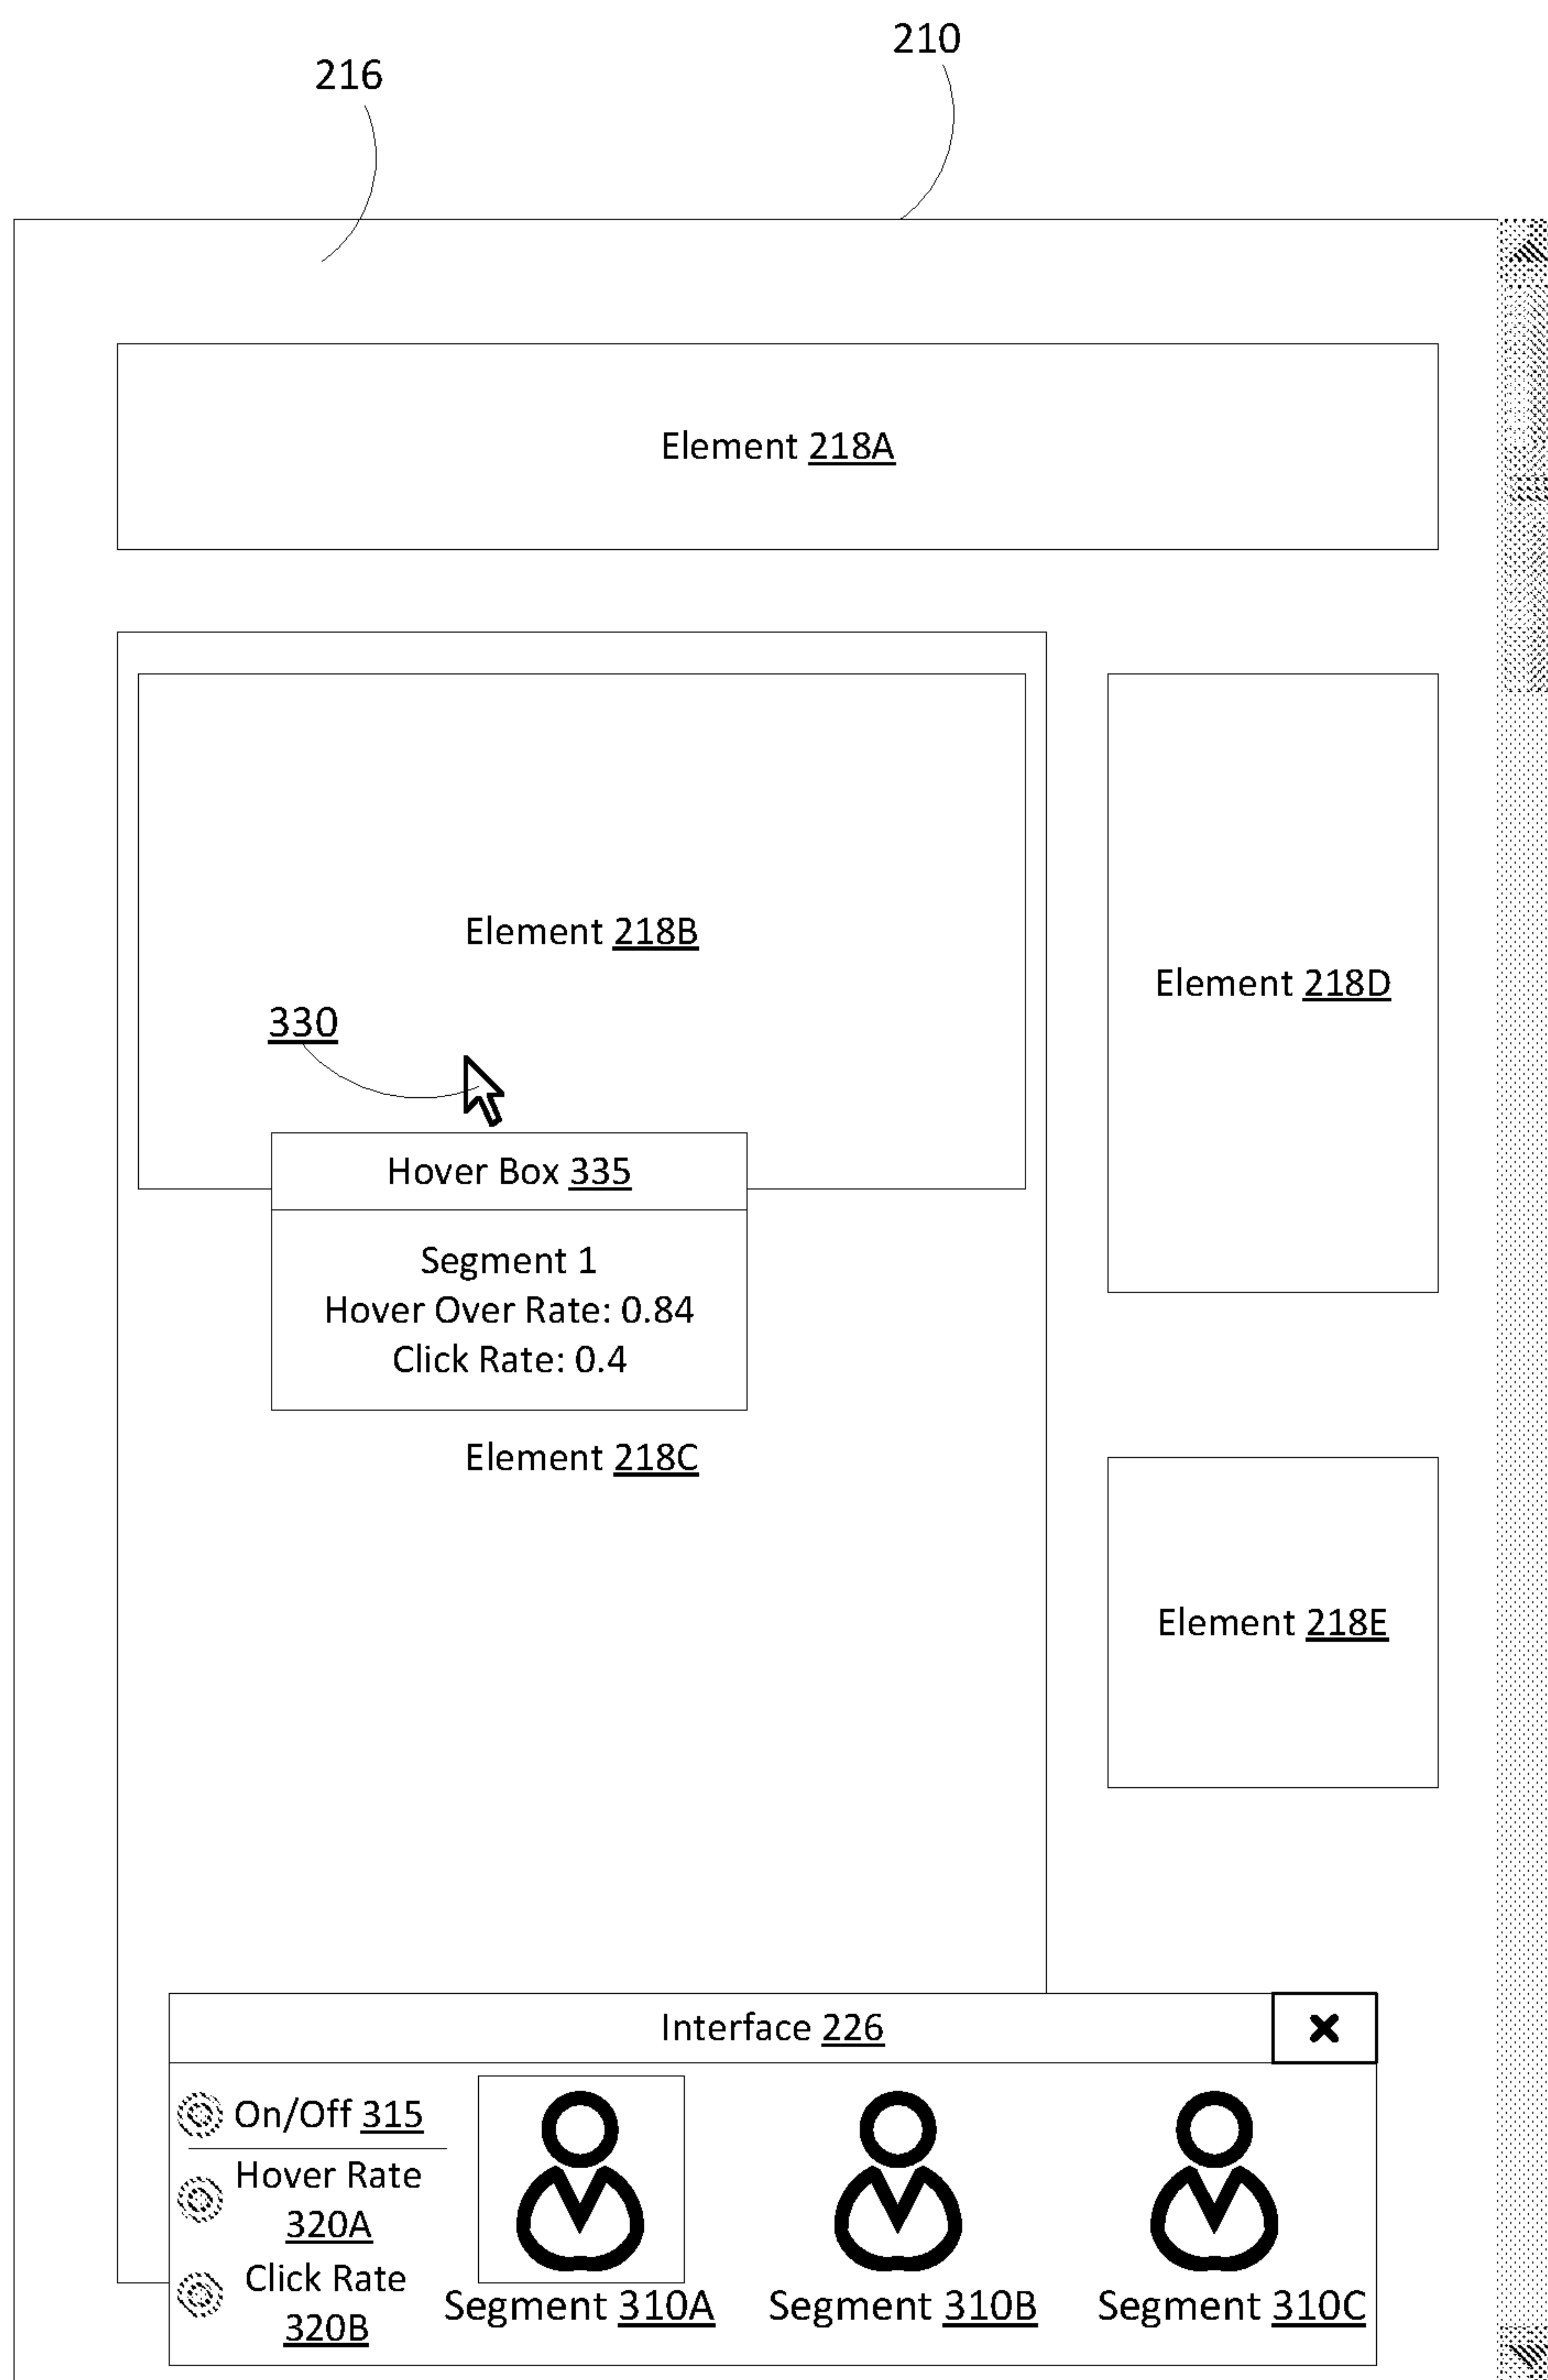 210
216
Element 218A
Element 218B
Element 218D
330
Hover Box 335
Segment 1
Hover Over Rate: 0.84
Click Rate: 0.4
Element 218C
Element 218E
Interface 226
On/Off 315
Hover Rate
320A
Click Rate
320B
Segment 310A
Segment 310B
Segment 310C